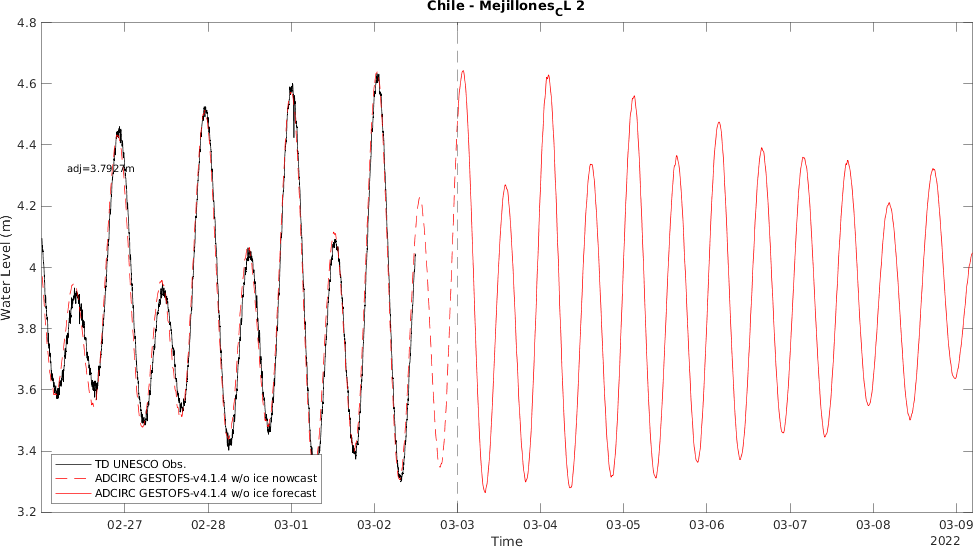 Chile - Mejillones_CL 2
4.8
4.6
4.4
4.2
4
3.8
3.6
3.4
3.2
Water Level (m)
adj=3.7927m
TD UNESCO Obs.
ADCIRC GESTOFS-v4.1.4 w/o ice nowcast
ADCIRC GESTOFS-v4.1.4 w/o ice forecast
02-27 02-28 03-01 03-02 03-03 03-04 03-05 03-06 03-07 03-08 03-09
Time
2022